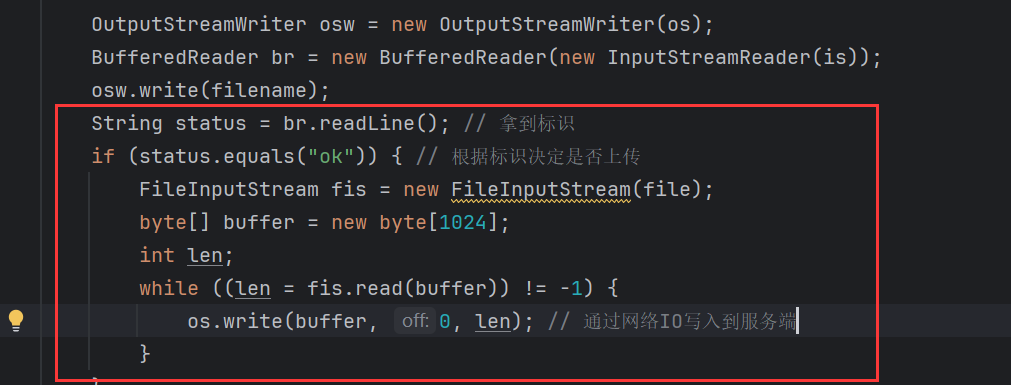 OutputStreamWriter osw = new OutputStreamWriter(os);
BufferedReader br = new BufferedReader(new InputStreamReader(is));
osw.write(filename);
String status = br.readLine(); // 拿到标识
if (status.equals("ok")) { // 根据标识决定是否上传
FileInputStream fis = new FileInputStream(file);
byte[] buffer = new byte[1024];
int len;
while ((len = fis.read(buffer)) != -1) {
os.write(buffer, off: 0, len); // 通过网络IO写入到服务端
}
}